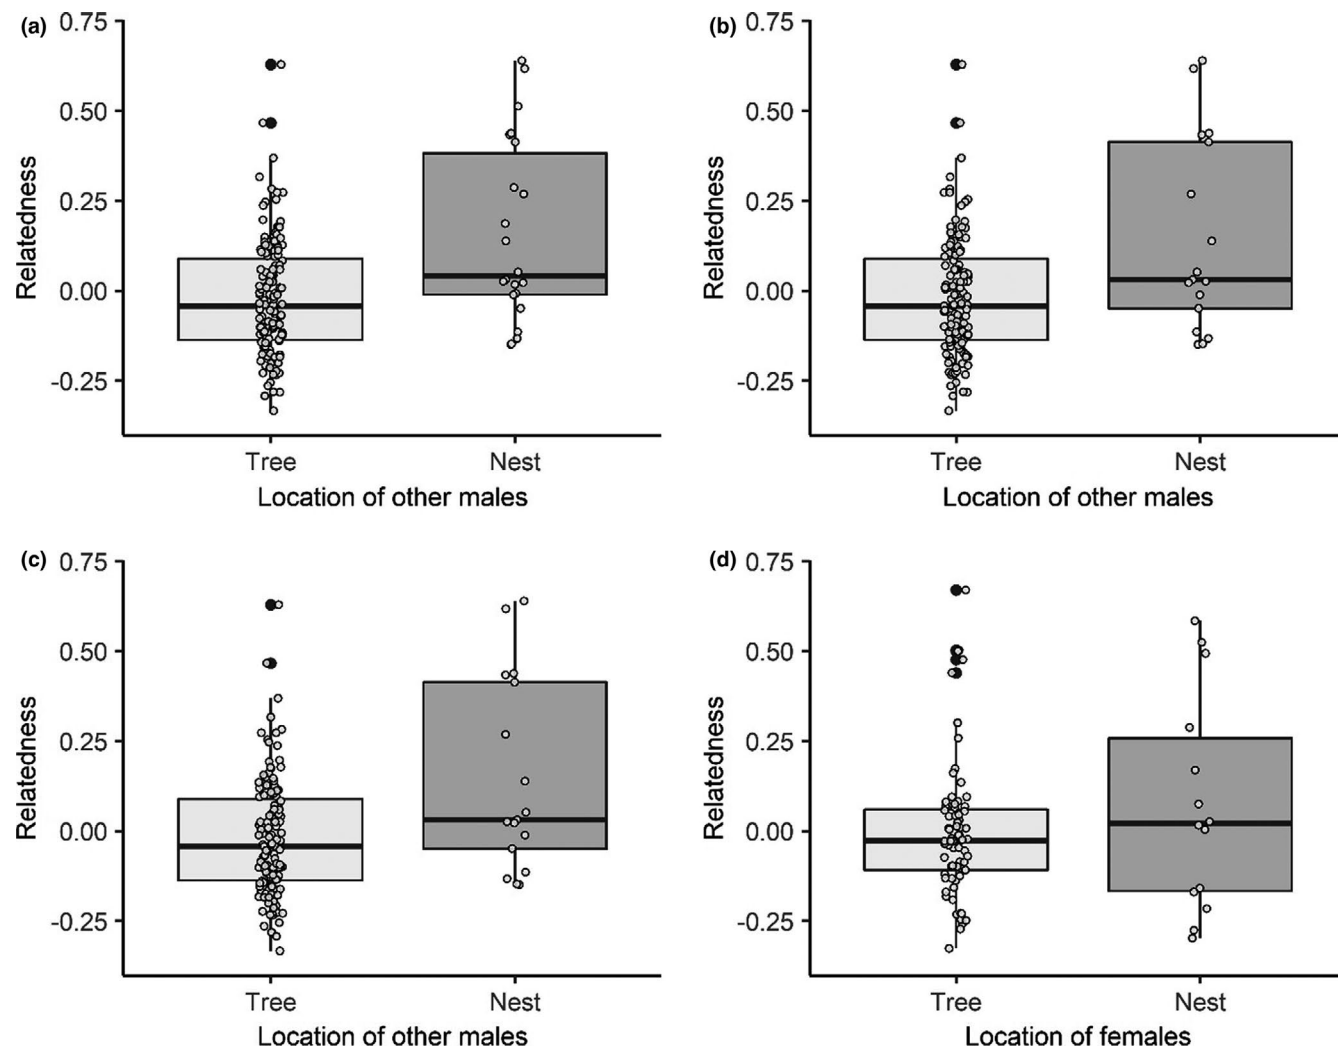 (a)
0.75
0.50
0.25
0.00
-0.25
Relatedness
Tree
Nest
Location of other males
(b)
0.75
0.50
0.25
0.00
-0.25
Relatedness
Tree
Nest
Location of other males
(c)
0.75
0.50
0.25
0.00
-0.25
Relatedness
Tree
Nest
Location of other males
(d)
0.75
0.50
0.25
0.00
-0.25
Relatedness
Tree
Nest
Location of females